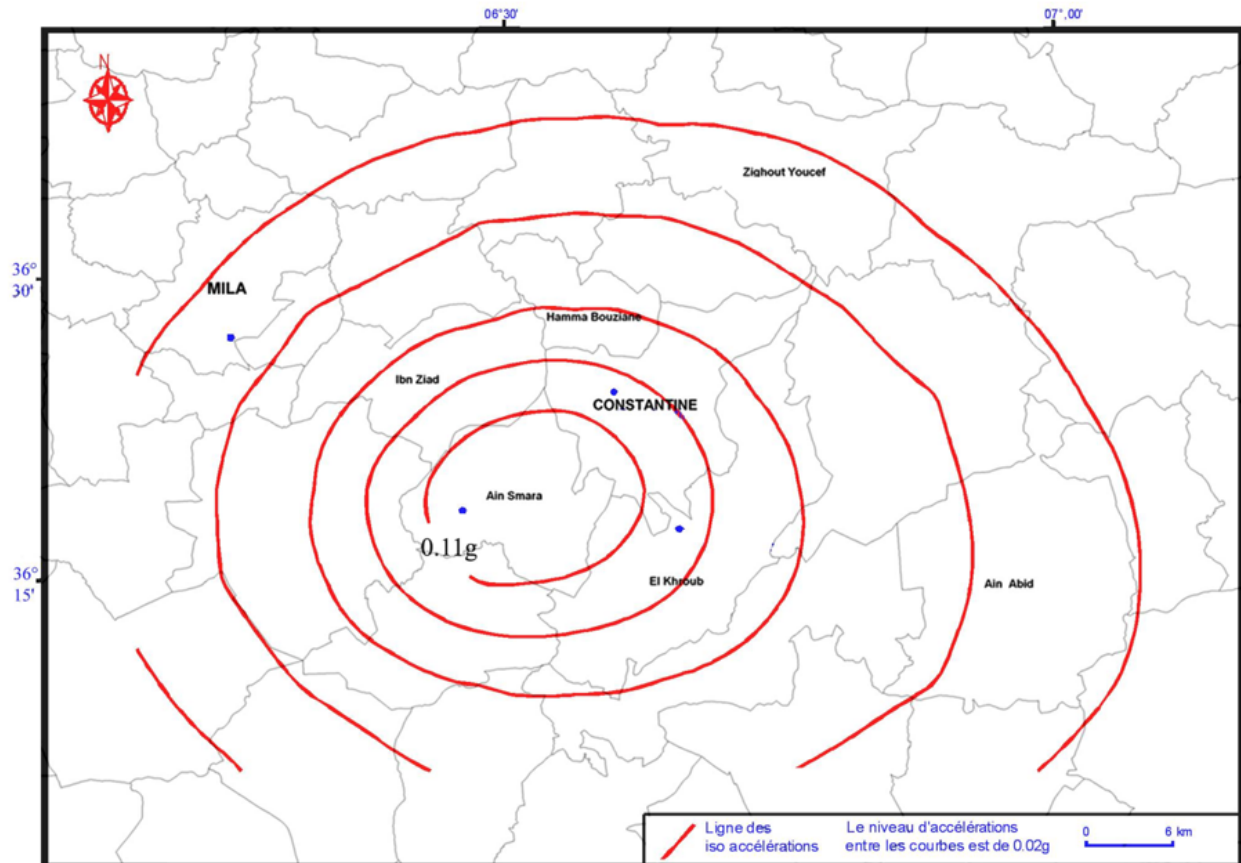 06°30
07°,00'
N
Zighout Youcef
36°
30'
MILA
Hamma Bouziane
Ibn Ziad
CONSTANTINE
Ain Smara
0.11g
36°
15'
El Khroub
Ain Abid
Ligne des
iso accélérations
Le niveau d'accélérations
entre les courbes est de 0.02g
0 6 km